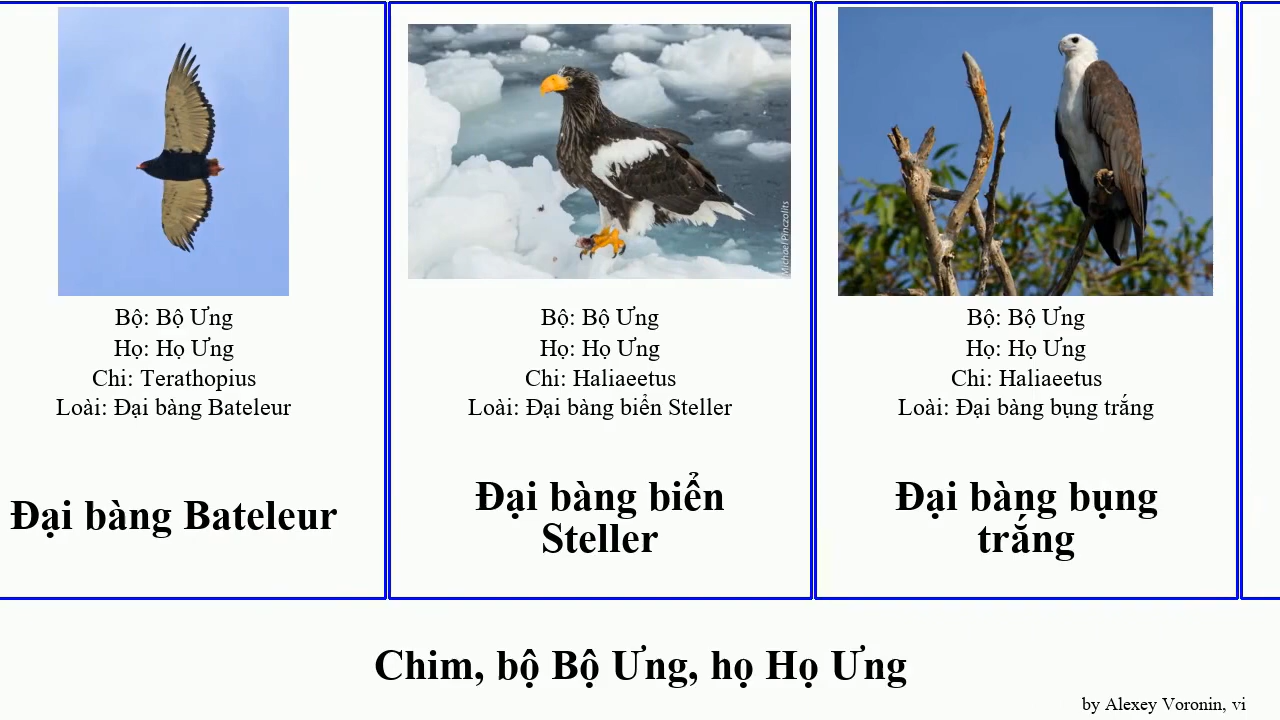 Bộ: Bộ Ưng
Họ: Họ Ưng
Chi: Terathopius
Loài: Đại bàng Bateleur
Đại bàng Bateleur
Michael Pinczolits
Bộ: Bộ Ưng
Họ: Họ Ưng
Chi: Haliaeetus
Loài: Đại bàng biển Steller
Đại bàng biển
Steller
Bộ: Bộ Ưng
Họ: Họ Ưng
Chi: Haliaeetus
Loài: Đại bàng bụng trắng
Đại bàng bụng
trắng
Chim, bộ Bộ Ưng, họ Họ Ưng
by Alexey Voronin, vi